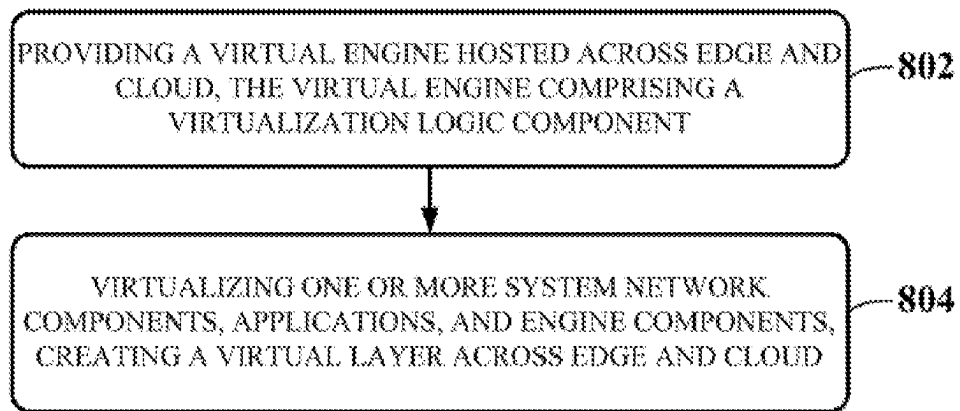 PROVIDING A VIRTUAL ENGINE HOSTED ACROSS EDGE AND
CLOUD, THE VIRTUAL ENGINE COMPRISING A
VIRTUALIZATION LOGIC COMPONENT
802
VIRTUALIZING ONE OR MORE SYSTEM NETWORK
COMPONENTS, APPLICATIONS, AND ENGINE COMPONENTS,
CREATING A VIRTUAL LAYER ACROSS EDGE AND CLOUD
804